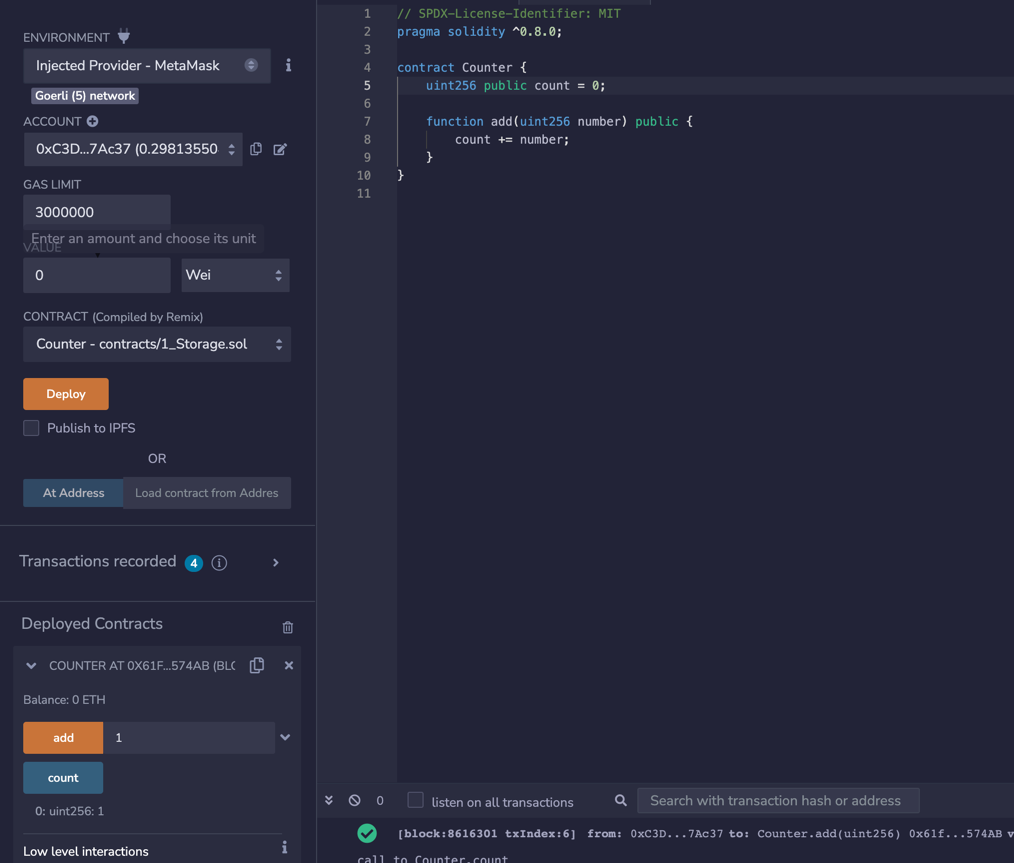 ENVIRONMENT
Injected Provider - MetaMask
Goerli (5) network
ACCOUNT
0xC3D...7Ac37 (0.29813550
GAS LIMIT
3000000
Enter an amount and choose its unit
VALUE
0
Wei
CONTRACT (Compiled by Remix)
Counter - contracts/1_Storage.sol
Deploy
Publish to IPFS
OR
At Address
Load contract from Addres
Transactions recorded 4
Deployed Contracts
COUNTER AT 0X61F...574AB (BLC
Balance: 0 ETH
add
1
count
0: uint256: 1
Low level interactions
1 // SPDX-License-Identifier: MIT
2 pragma solidity ^0.8.0;
3
4 contract Counter {
5 uint256 public count = 0;
6
7 function add(uint256 number) public {
8 count += number;
9 }
10 }
11
0
listen on all transactions
Search with transaction hash or address
[block:8616301 txIndex:6] from: 0xC3D...7Ac37 to: Counter.add(uint256) 0x61f...574AB v
call to Counter.count